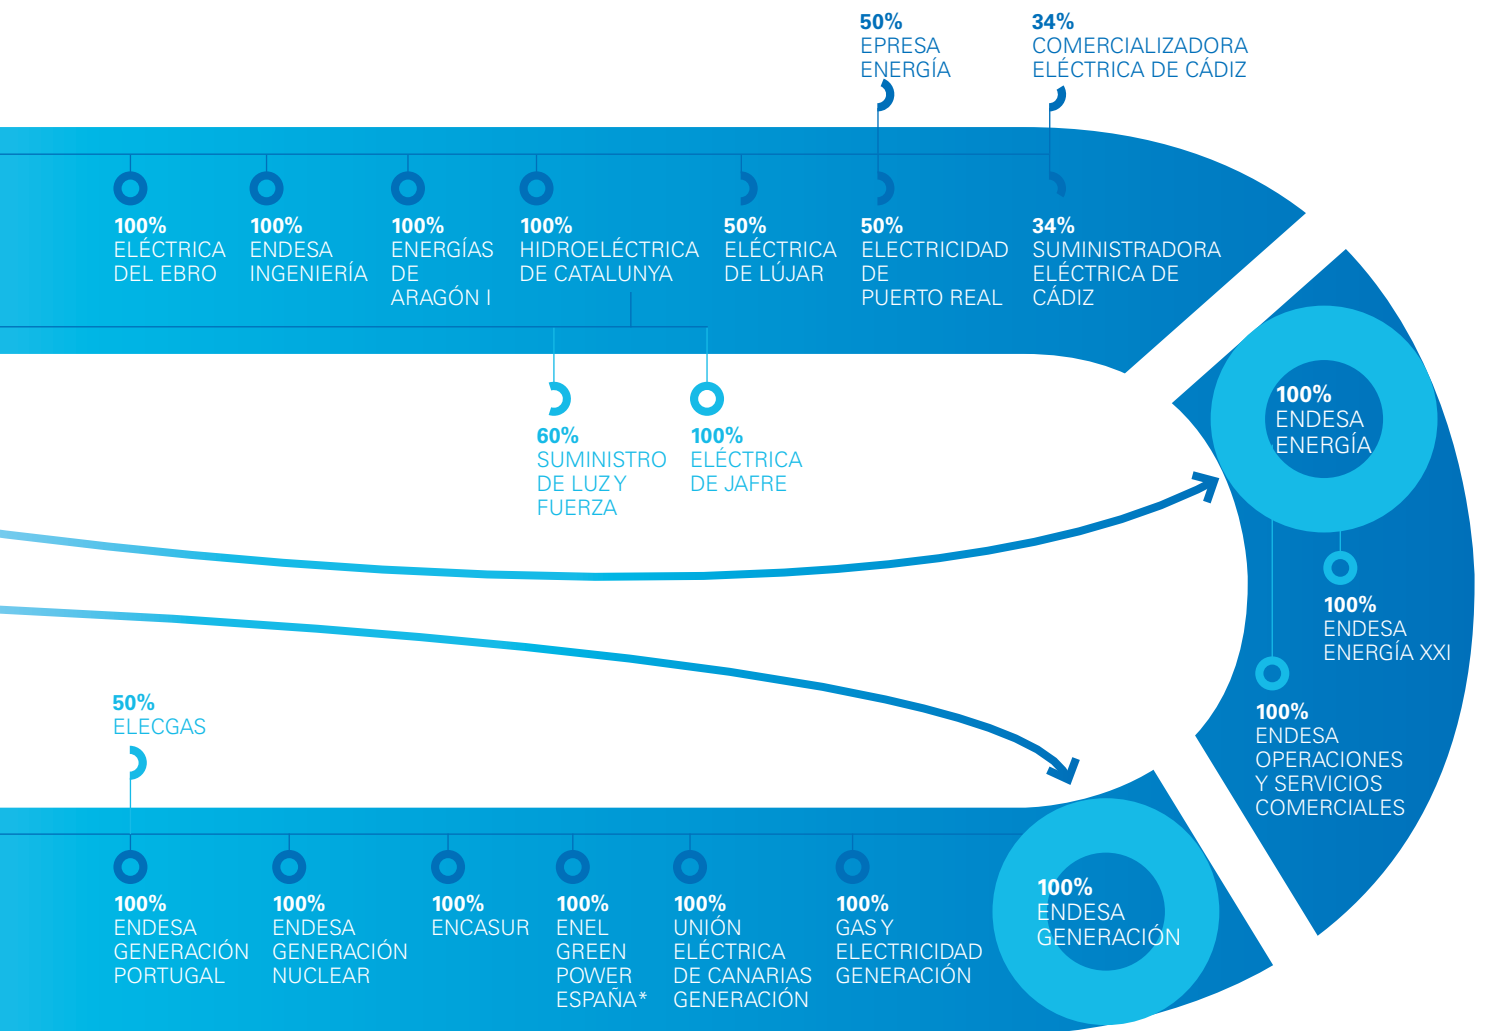 50%
EPRESA
ENERGÍA
34%
COMERCIALIZADORA
ELÉCTRICA DE CÁDIZ
100%
ELÉCTRICA
DEL EBRO
100%
ENDESA
INGENIERÍA
100%
ENERGÍAS
DE
ARAGÓN I
100%
HIDROELÉCTRICA
DE CATALUNYA
50%
ELÉCTRICA
DE LÚJAR
50%
ELECTRICIDAD
DE
PUERTO REAL
34%
SUMINISTRADORA
ELÉCTRICA DE
CÁDIZ
60%
SUMINISTRO
DE LUZ Y
FUERZA
100%
ELÉCTRICA
DE JAFRE
100%
ENDESA
ENERGÍA
100%
ENDESA
ENERGÍA XXI
100%
ENDESA
OPERACIONES
Y SERVICIOS
COMERCIALES
50%
ELECGAS
100%
ENDESA
GENERACIÓN
PORTUGAL
100%
ENDESA
GENERACIÓN
NUCLEAR
100%
ENCASUR
100%
ENEL
GREEN
POWER
ESPAÑA*
100%
UNIÓN
ELÉCTRICA
DE CANARIAS
GENERACIÓN
100%
GAS Y
ELECTRICIDAD
GENERACIÓN
100%
ENDESA
GENERACIÓN